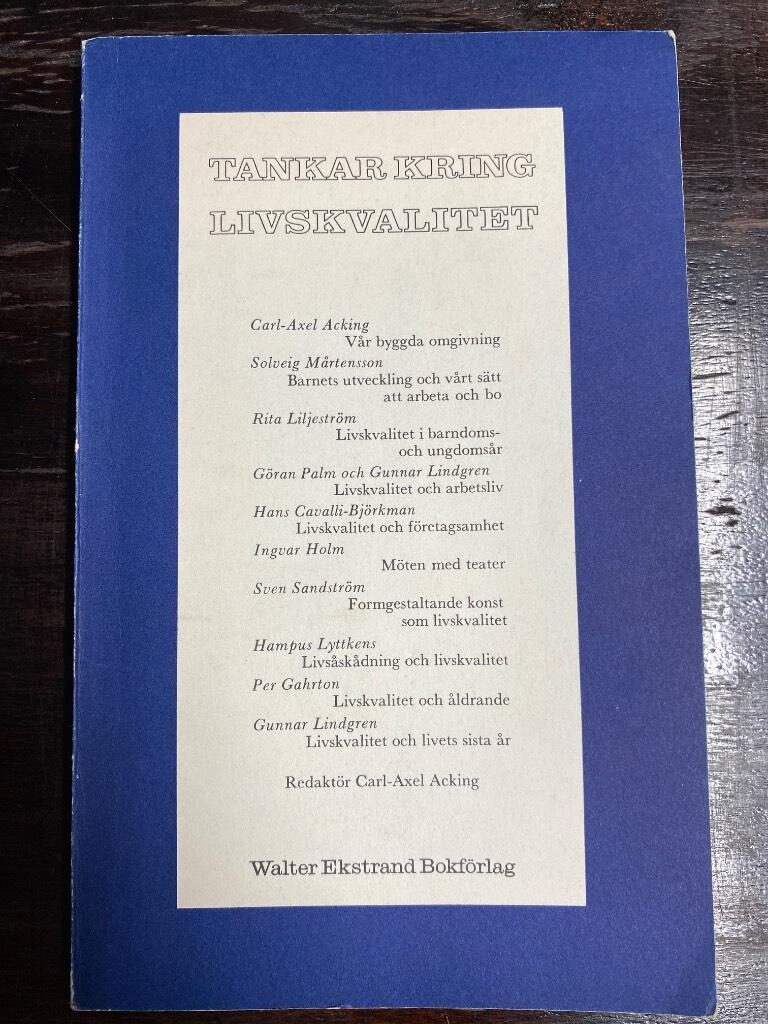 TANKAR KRING
LIVSKVALITET
Carl-Axel Acking
Vår byggda omgivning
Solveig Mårtensson
Barnets utveckling och vårt sätt
att arbeta och bo
Rita Liljeström
Livskvalitet i barndoms-
och ungdomsår
Göran Palm och Gunnar Lindgren
Livskvalitet och arbetsliv
Hans Cavalli-Björkman
Livskvalitet och företagsamhet
Ingvar Holm
Möten med teater
Sven Sandström
Formgestaltande konst
som livskvalitet
Hampus Lyttkens
Livsåskådning och livskvalitet
Per Gahrton
Livskvalitet och åldrande
Gunnar Lindgren
Livskvalitet och livets sista år
Redaktör Carl-Axel Acking
Walter Ekstrand Bokförlag